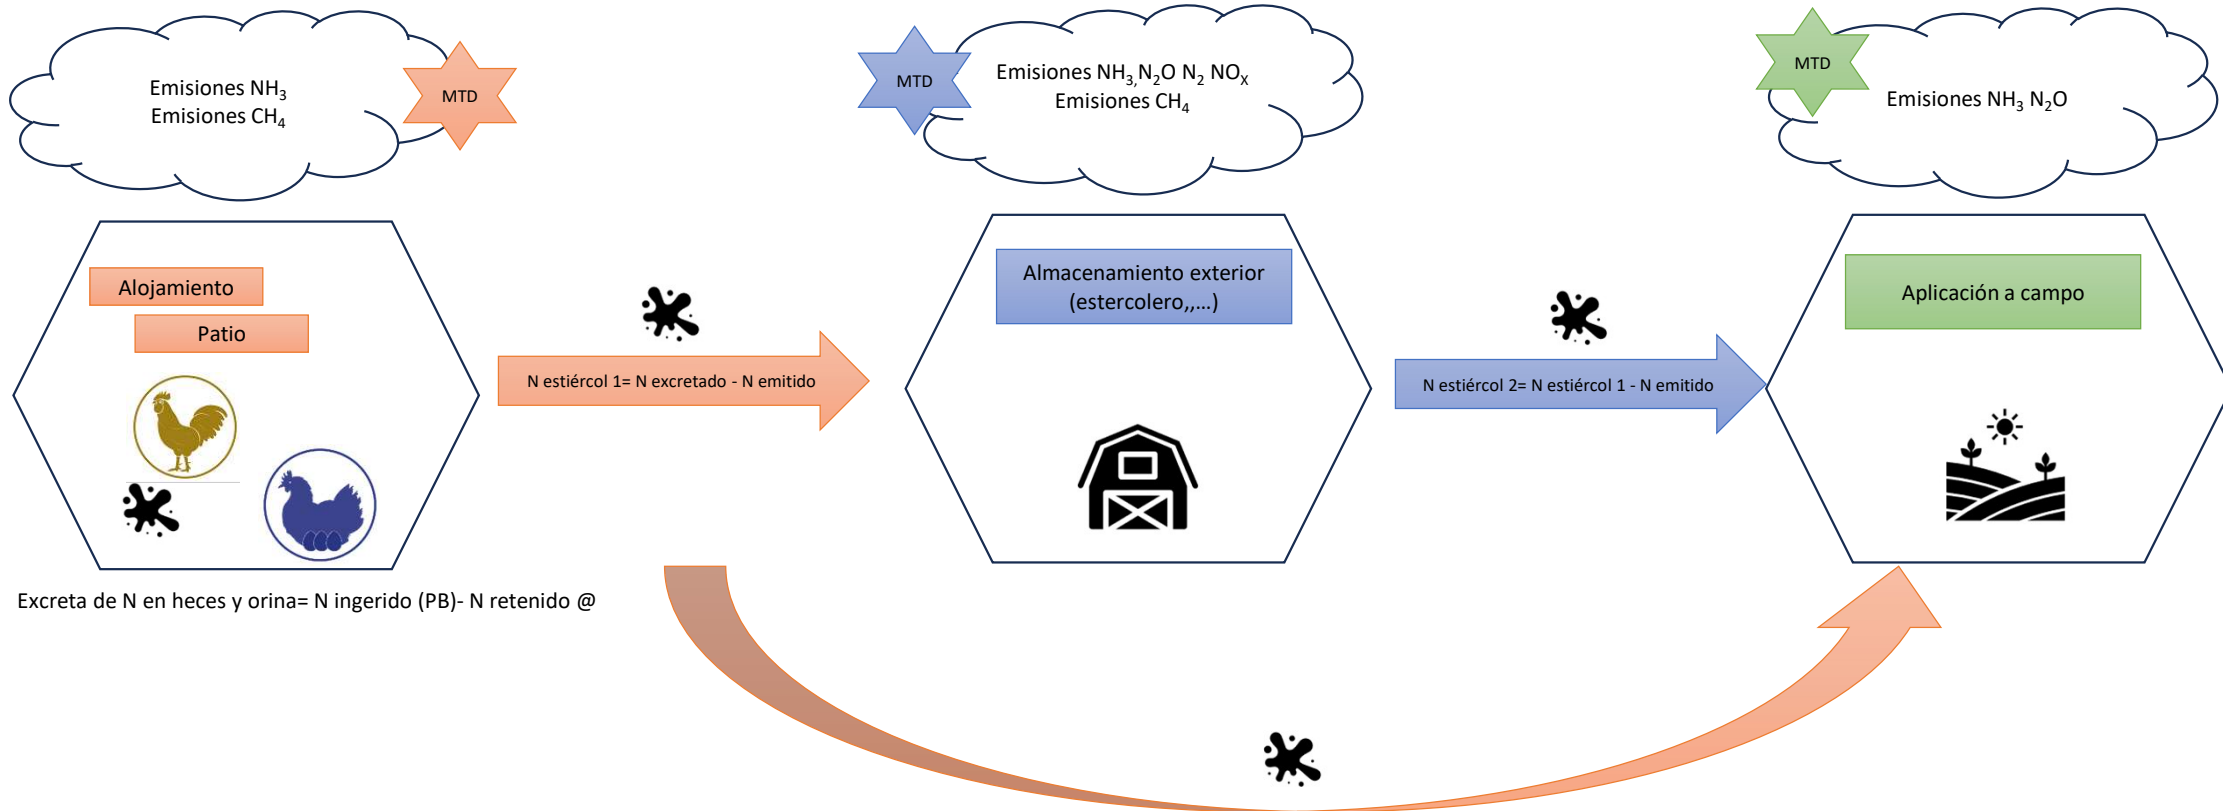 Emisiones NH₃
Emisiones CH₄
MTD
MTD
Emisiones NH₃,N₂O N₂ NOₓ
Emisiones CH₄
MTD
Emisiones NH₃ N₂O
Alojamiento
Patio
N estiércol 1= N excretado - N emitido
Almacenamiento exterior
(estercolero,,...)
N estiércol 2= N estiércol 1 - N emitido
Aplicación a campo
Excreta de N en heces y orina= N ingerido (PB)- N retenido @